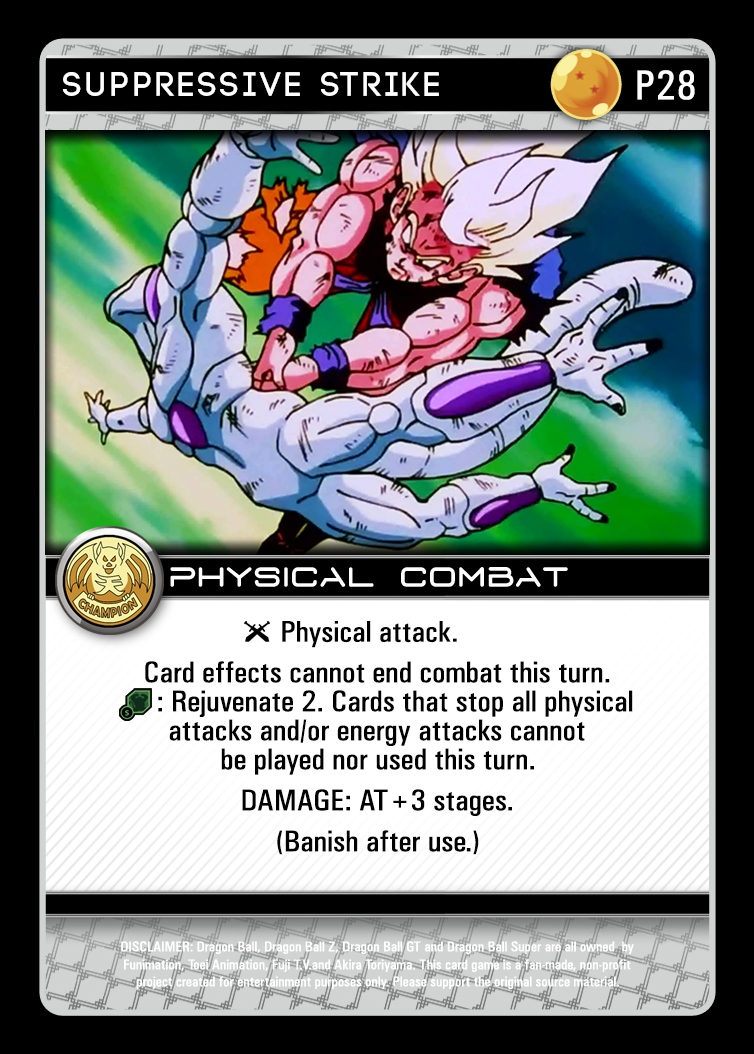 SUPPRESSIVE STRIKE P28
PHYSICAL COMBAT
CHAMPION
Physical attack.
Card effects cannot end combat this turn.
S : Rejuvenate 2. Cards that stop all physical
attacks and/or energy attacks cannot
be played nor used this turn.
DAMAGE: AT+3 stages.
(Banish after use.)
DISCLAIMER: Dragon Ball, Dragon Ball Z, Dragon Ball GT and Dragon Ball Super are all owned by
Funimation, Toei Animation, Fuji T.V.and Akira Toriyama. This card game is a fan-made, non-profit
project created for entertainment purposes only. Please support the original source material.